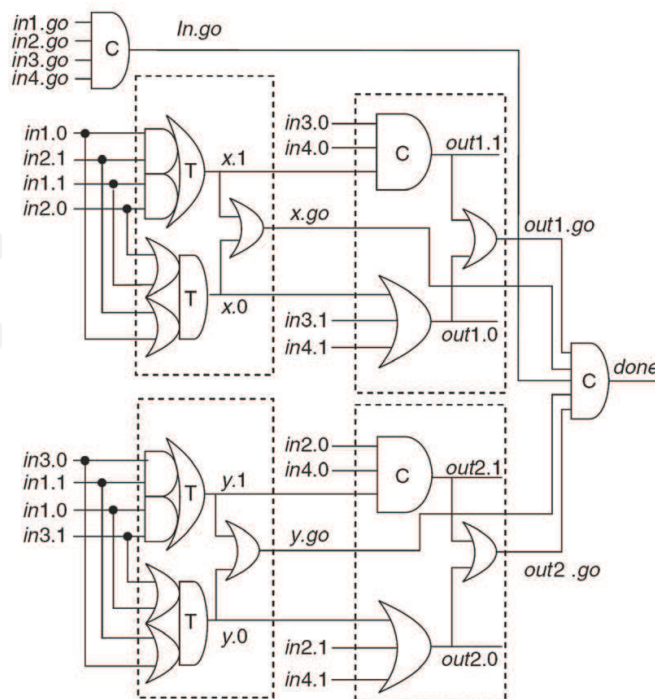 in1.go
in2.go
in3.go
in4.go
C
In.go
in1.0
in2.1
in1.1
in2.0
T
x.1
T
x.0
x.go
in3.0
in4.0
C
out1.1
in3.1
in4.1
out1.0
out1.go
C
done
in3.0
in1.1
in1.0
in3.1
T
y.1
T
y.0
y.go
in2.0
in4.0
C
out2.1
in2.1
in4.1
out2.0
out2 .go